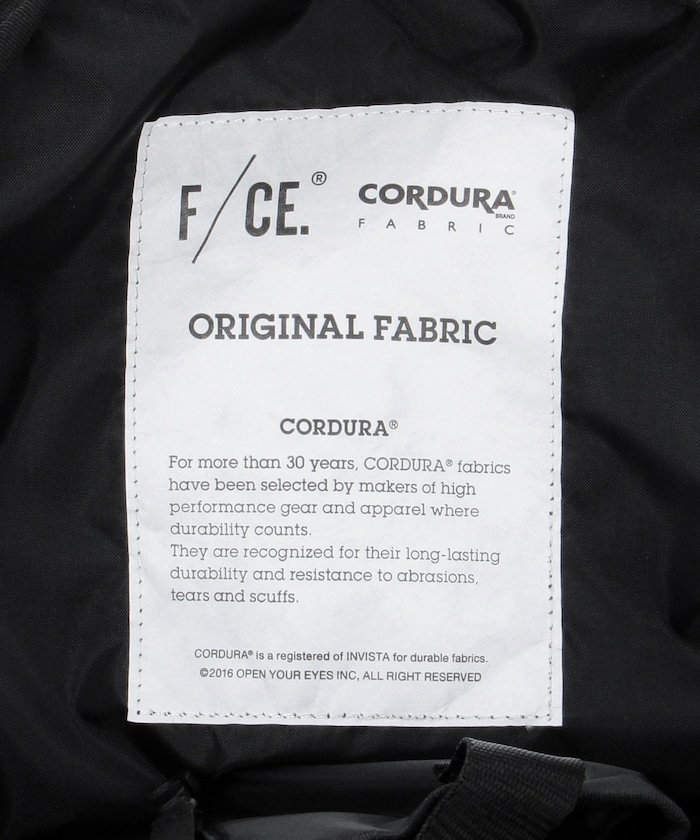 F/CE.®
CORDURA®
BRAND
FABRIC
ORIGINAL FABRIC
CORDURA®
For more than 30 years, CORDURA® fabrics
have been selected by makers of high
performance gear and apparel where
durability counts.
They are recognized for their long-lasting
durability and resistance to abrasions,
tears and scuffs.
CORDURA® is a registered of INVISTA for durable fabrics.
©2016 OPEN YOUR EYES INC, ALL RIGHT RESERVED